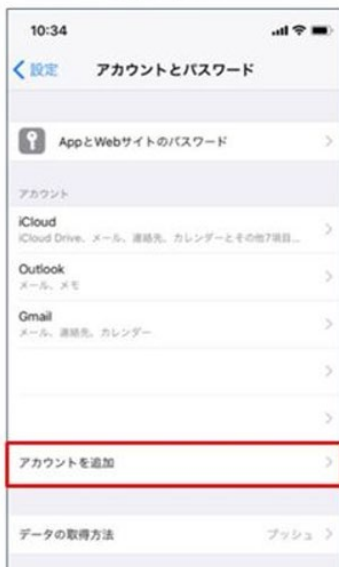 10:34
設定 アカウントとパスワード
AppとWebサイトのパスワード
アカウント
iCloud
iCloud Drive、メール、連絡先、カレンダーとその他7項目...
Outlook
メール、メモ
Gmail
メール、連絡先、カレンダー
アカウントを追加
データの取得方法 プッシュ